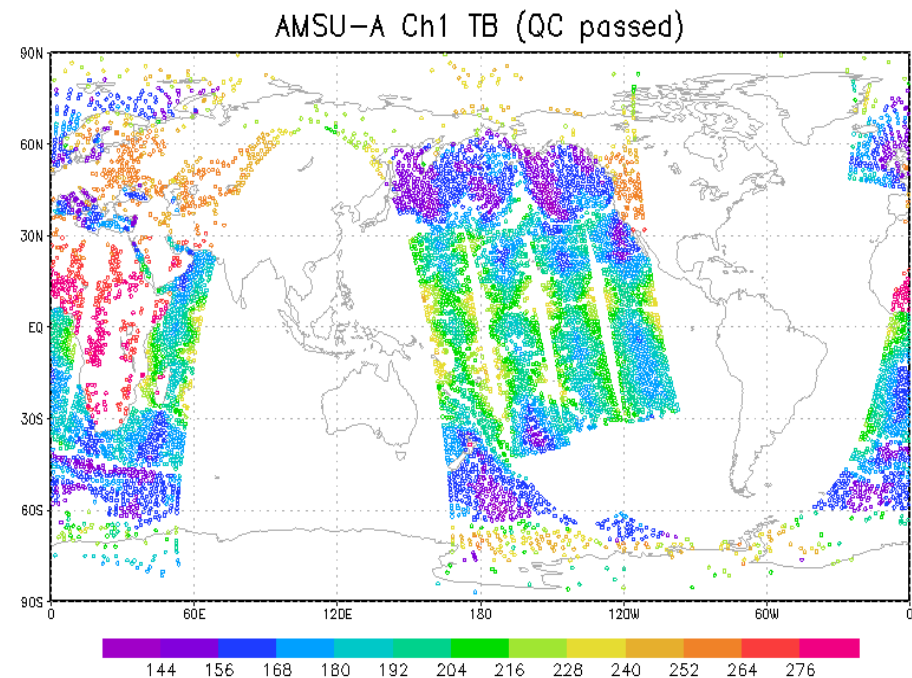 AMSU-A Ch1 TB (QC passed)
90N
60N
30N
EQ
30S
60S
90S
0 60E 120E 180 120W 60W 0
144 156 168 180 192 204 216 228 240 252 264 276